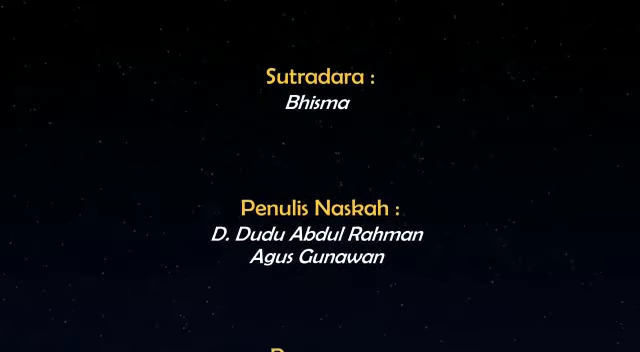 Sutradara :
Bhisma
Penulis Naskah :
D. Dudu Abdul Rahman
Agus Gunawan